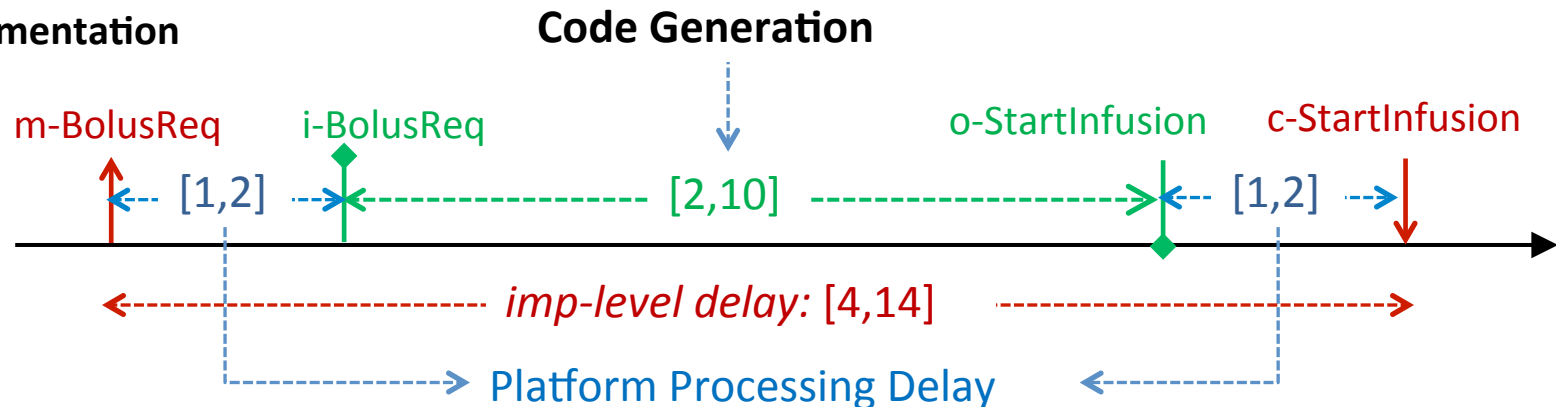 mentation
Code Generation
m-BolusReq
i-BolusReq
o-StartInfusion
c-StartInfusion
[1,2]
[2,10]
[1,2]
imp-level delay: [4,14]
Platform Processing Delay